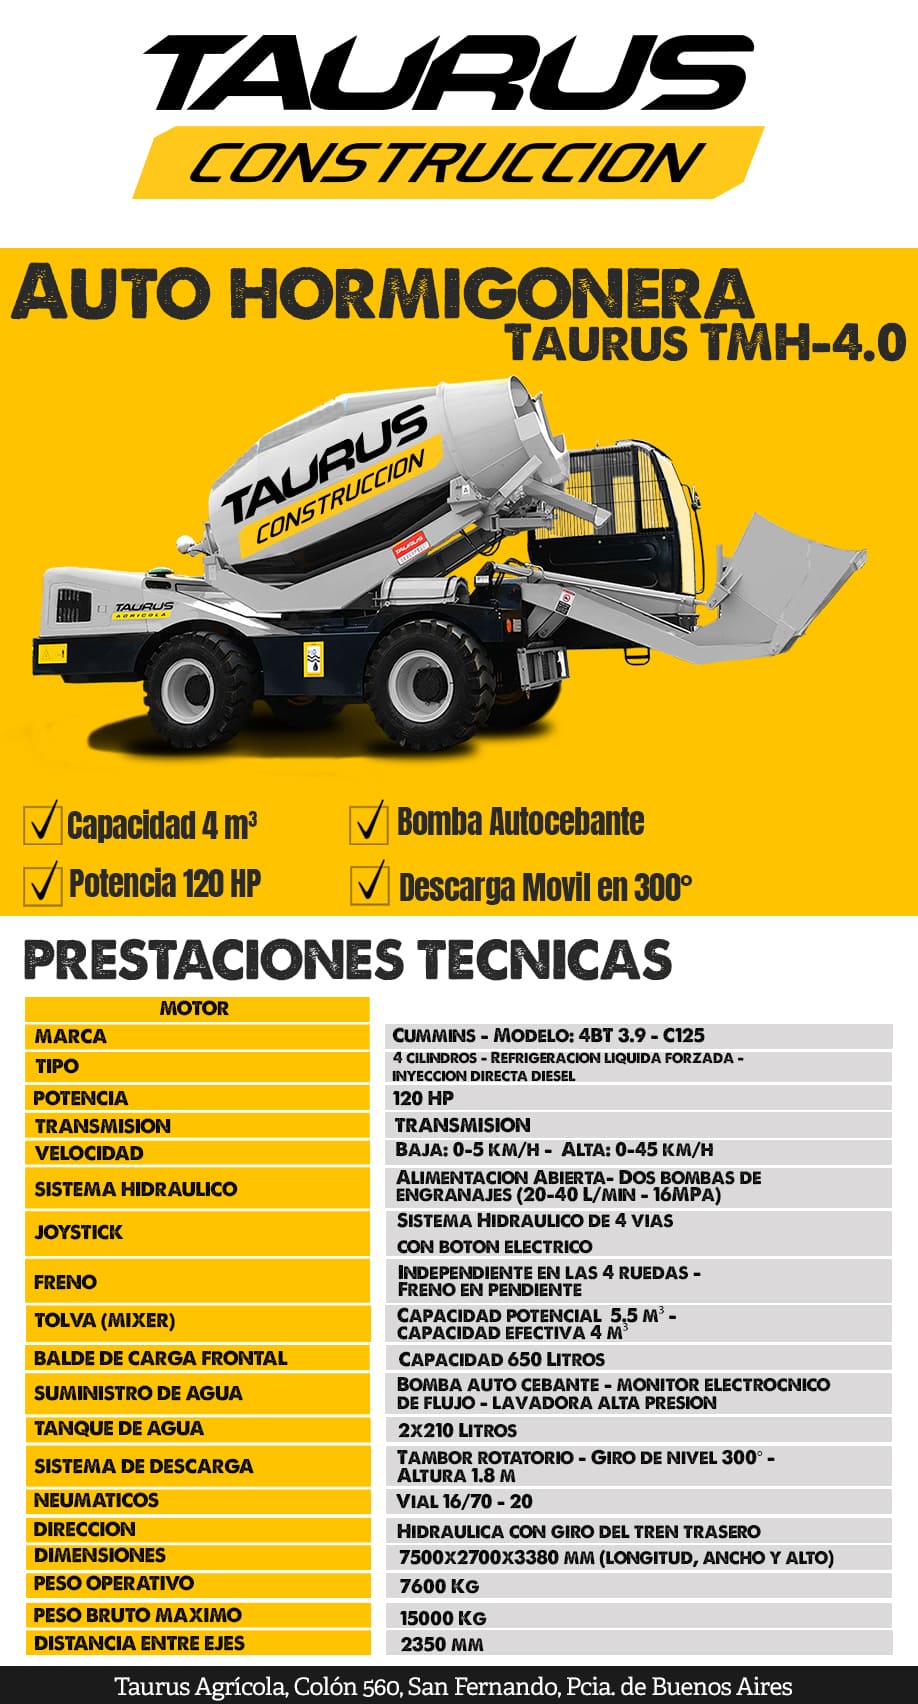 TAURUS
CONSTRUCCION
AUTO HORMIGONERA
TAURUS TMH-4.0
TAURUS
CONSTRUCCION
TAURUS
TAURUS
AGRICOLA
Capacidad 4 m³
Bomba Autocebante
Potencia 120 HP
Descarga Movil en 300°
PRESTACIONES TECNICAS
MOTOR
MARCA
CUMMINS - MODELO: 4BT 3.9 - C125
TIPO
4 CILINDROS - REFRIGERACION LIQUIDA FORZADA -
INYECCION DIRECTA DIESEL
POTENCIA
120 HP
TRANSMISION
TRANSMISION
VELOCIDAD
BAJA: 0-5 KM/H - ALTA: 0-45 KM/H
SISTEMA HIDRAULICO
ALIMENTACION ABIERTA- DOS BOMBAS DE
ENGRANAJES (20-40 L/MIN - 16MPA)
JOYSTICK
SISTEMA HIDRAULICO DE 4 VIAS
CON BOTON ELECTRICO
FRENO
INDEPENDIENTE EN LAS 4 RUEDAS -
FRENO EN PENDIENTE
TOLVA (MIXER)
CAPACIDAD POTENCIAL 5.5 M³ -
CAPACIDAD EFECTIVA 4 M³
BALDE DE CARGA FRONTAL
CAPACIDAD 650 LITROS
SUMINISTRO DE AGUA
BOMBA AUTO CEBANTE - MONITOR ELECTROCNICO
DE FLUJO - LAVADORA ALTA PRESION
TANQUE DE AGUA
2X210 LITROS
SISTEMA DE DESCARGA
TAMBOR ROTATORIO - GIRO DE NIVEL 300° -
ALTURA 1.8 M
NEUMATICOS
VIAL 16/70 - 20
DIRECCION
HIDRAULICA CON GIRO DEL TREN TRASERO
DIMENSIONES
7500X2700X3380 MM (LONGITUD, ANCHO Y ALTO)
PESO OPERATIVO
7600 KG
PESO BRUTO MAXIMO
15000 KG
DISTANCIA ENTRE EJES
2350 MM
Taurus Agrícola, Colón 560, San Fernando, Pcia. de Buenos Aires